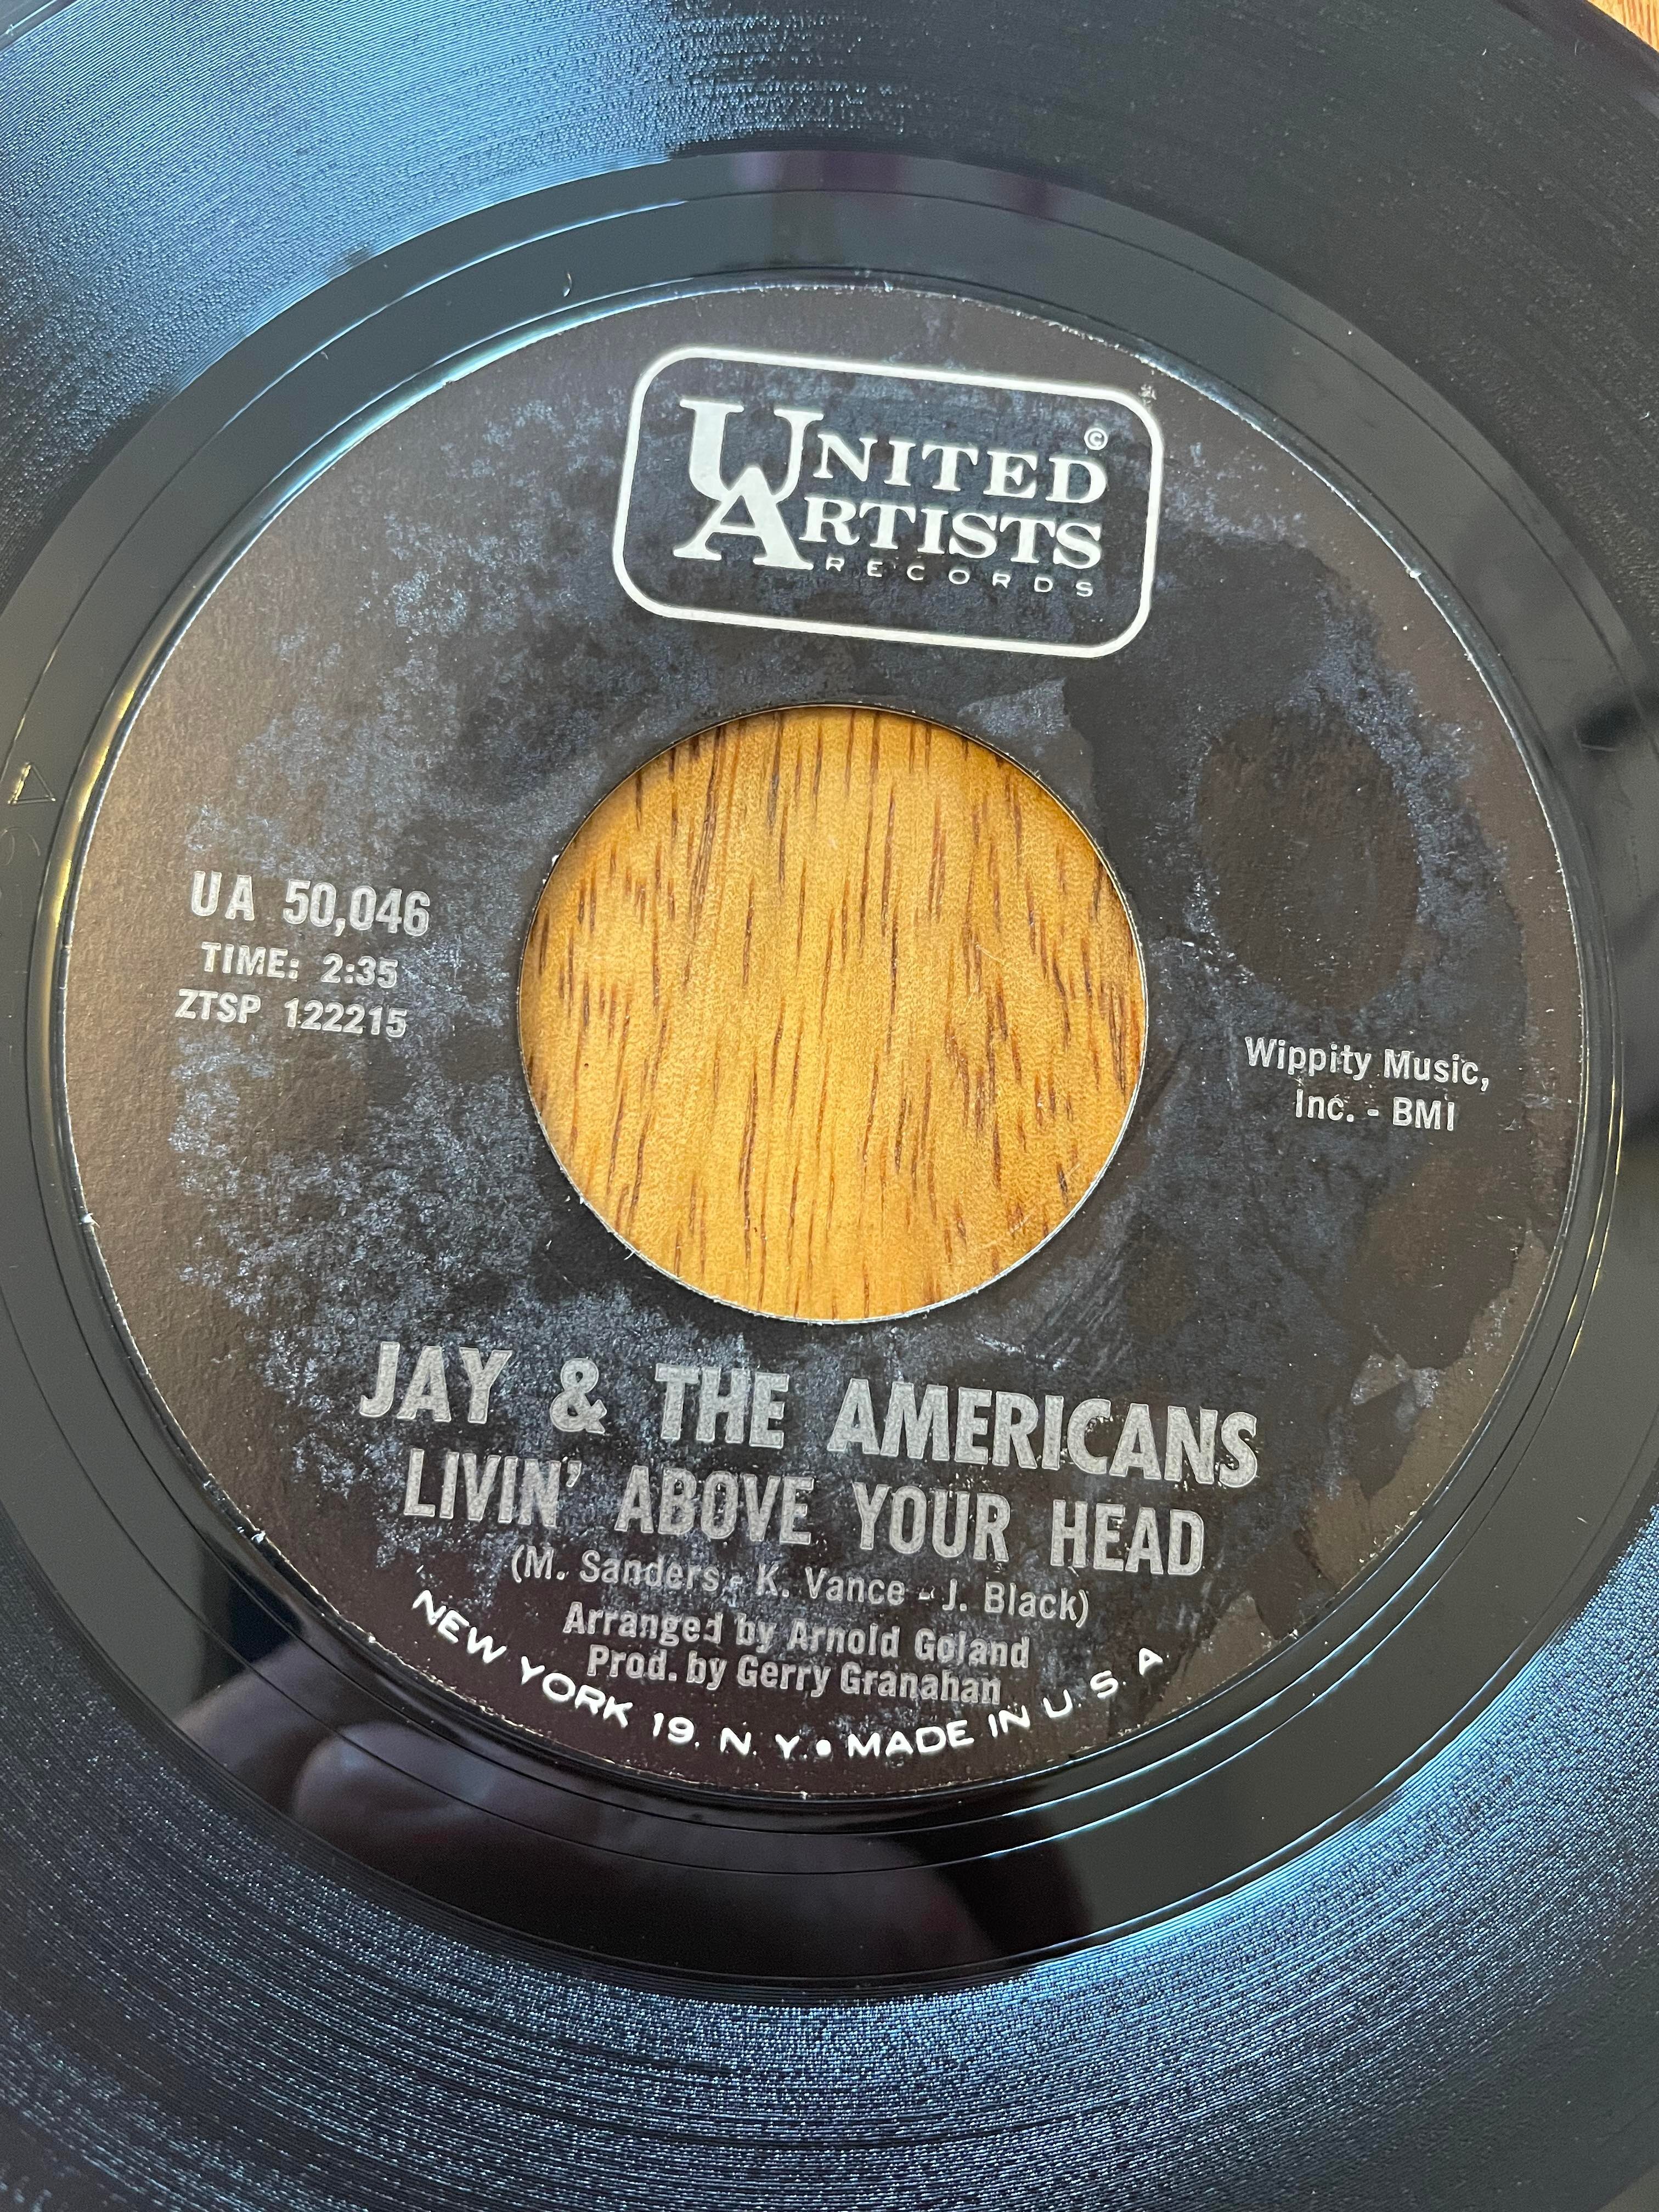 UNITED ©
ARTISTS
RECORDS
UA 50,046
TIME: 2:35
ZTSP 122215
Wippity Music,
Inc. - BMI
JAY & THE AMERICANS
LIVIN' ABOVE YOUR HEAD
(M. Sanders - K. Vance - J. Black)
Arranged by Arnold Goland
Prod. by Gerry Granahan
NEW YORK 19, N. Y. • MADE IN U. S. A